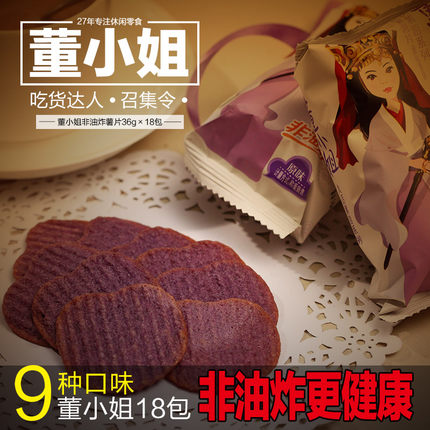 27年专注休闲零食
董小姐
吃货达人·召集令
董小姐非油炸薯片36g×18包
原味
9种口味
董小姐18包
非油炸更健康